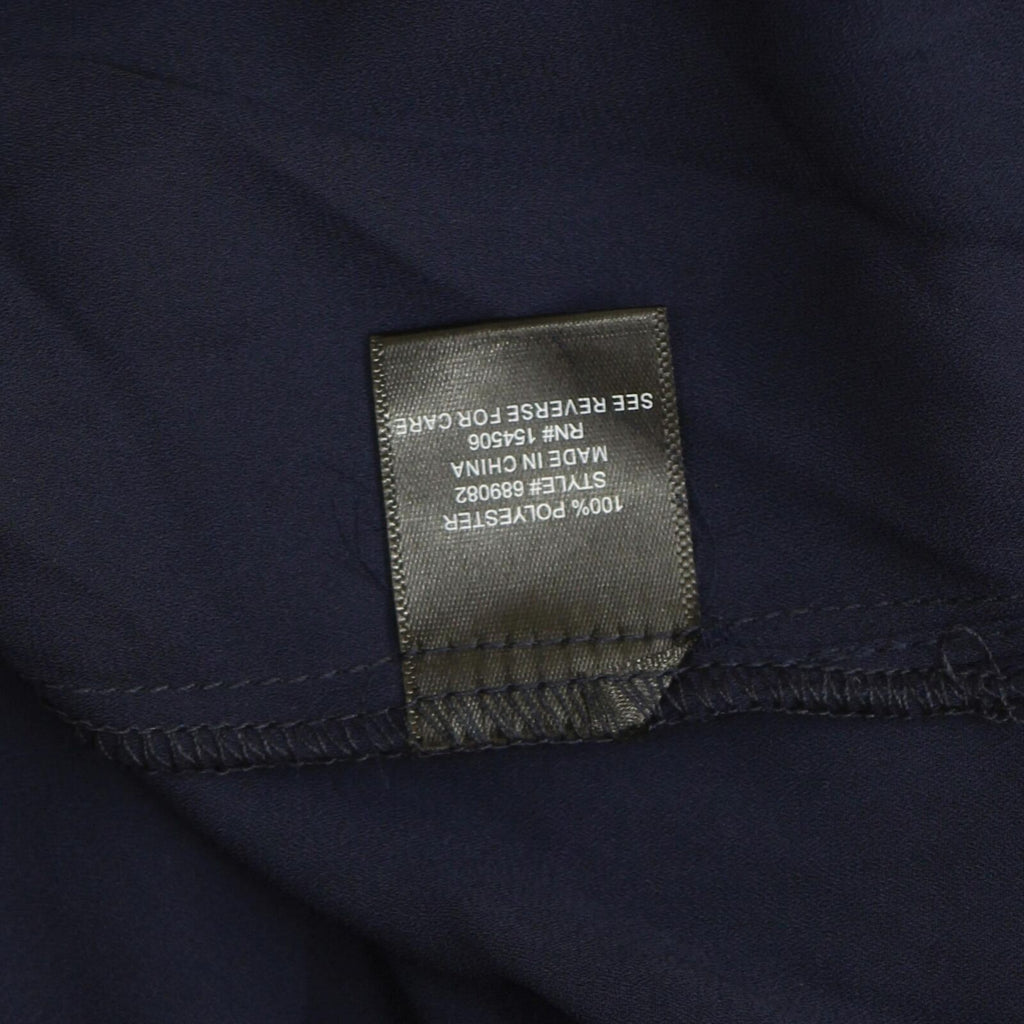 100% POLYESTER
STYLE# 689082
MADE IN CHINA
RN# 154506
SEE REVERSE FOR CARE